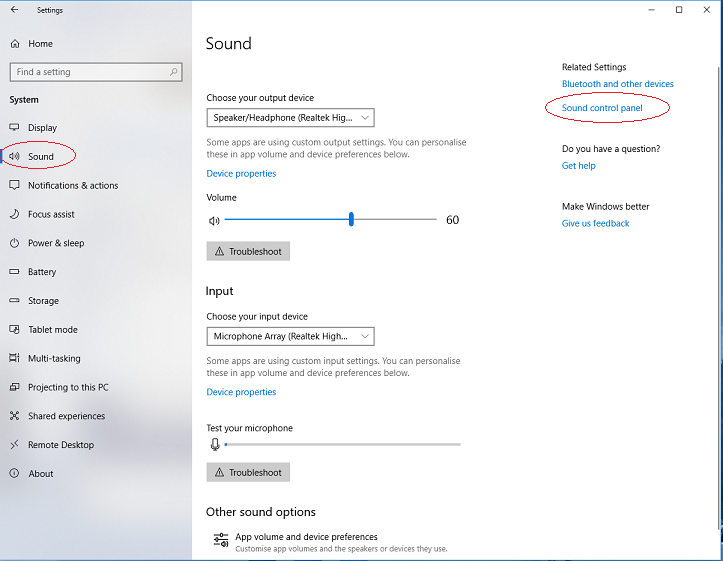 Settings
Home
Find a setting
System
Display
Sound
Notifications & actions
Focus assist
Power & sleep
Battery
Storage
Tablet mode
Multi-tasking
Projecting to this PC
Shared experiences
Remote Desktop
About
Sound
Choose your output device
Speaker/Headphone (Realtek Hig...
Some apps are using custom output settings. You can personalise
these in app volume and device preferences below.
Device properties
Volume
60
Troubleshoot
Input
Choose your input device
Microphone Array (Realtek High...
Some apps are using custom input settings. You can personalise
these in app volume and device preferences below.
Device properties
Test your microphone
Troubleshoot
Other sound options
App volume and device preferences
Customise app volumes and the speakers or devices they use.
Related Settings
Bluetooth and other devices
Sound control panel
Do you have a question?
Get help
Make Windows better
Give us feedback